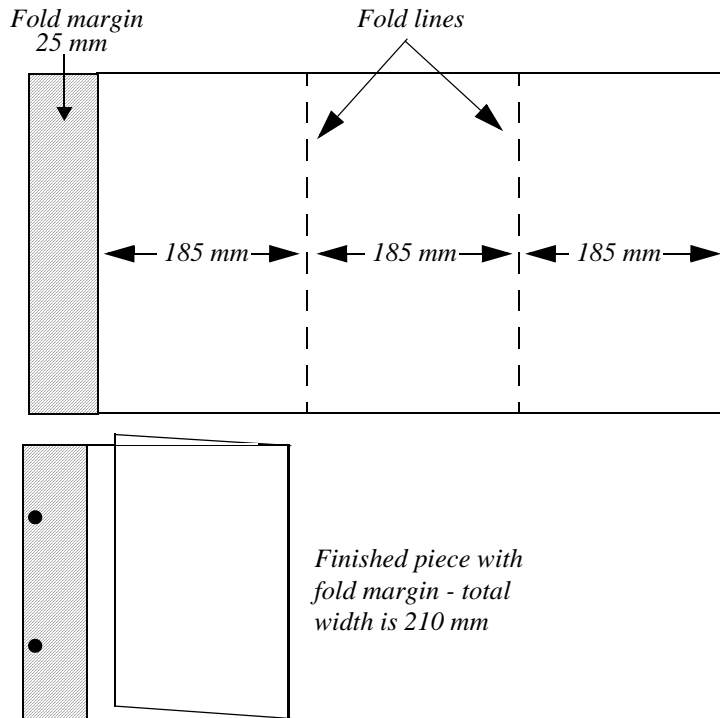 Fold margin
25 mm
Fold lines
185 mm
185 mm
185 mm
Finished piece with
fold margin - total
width is 210 mm